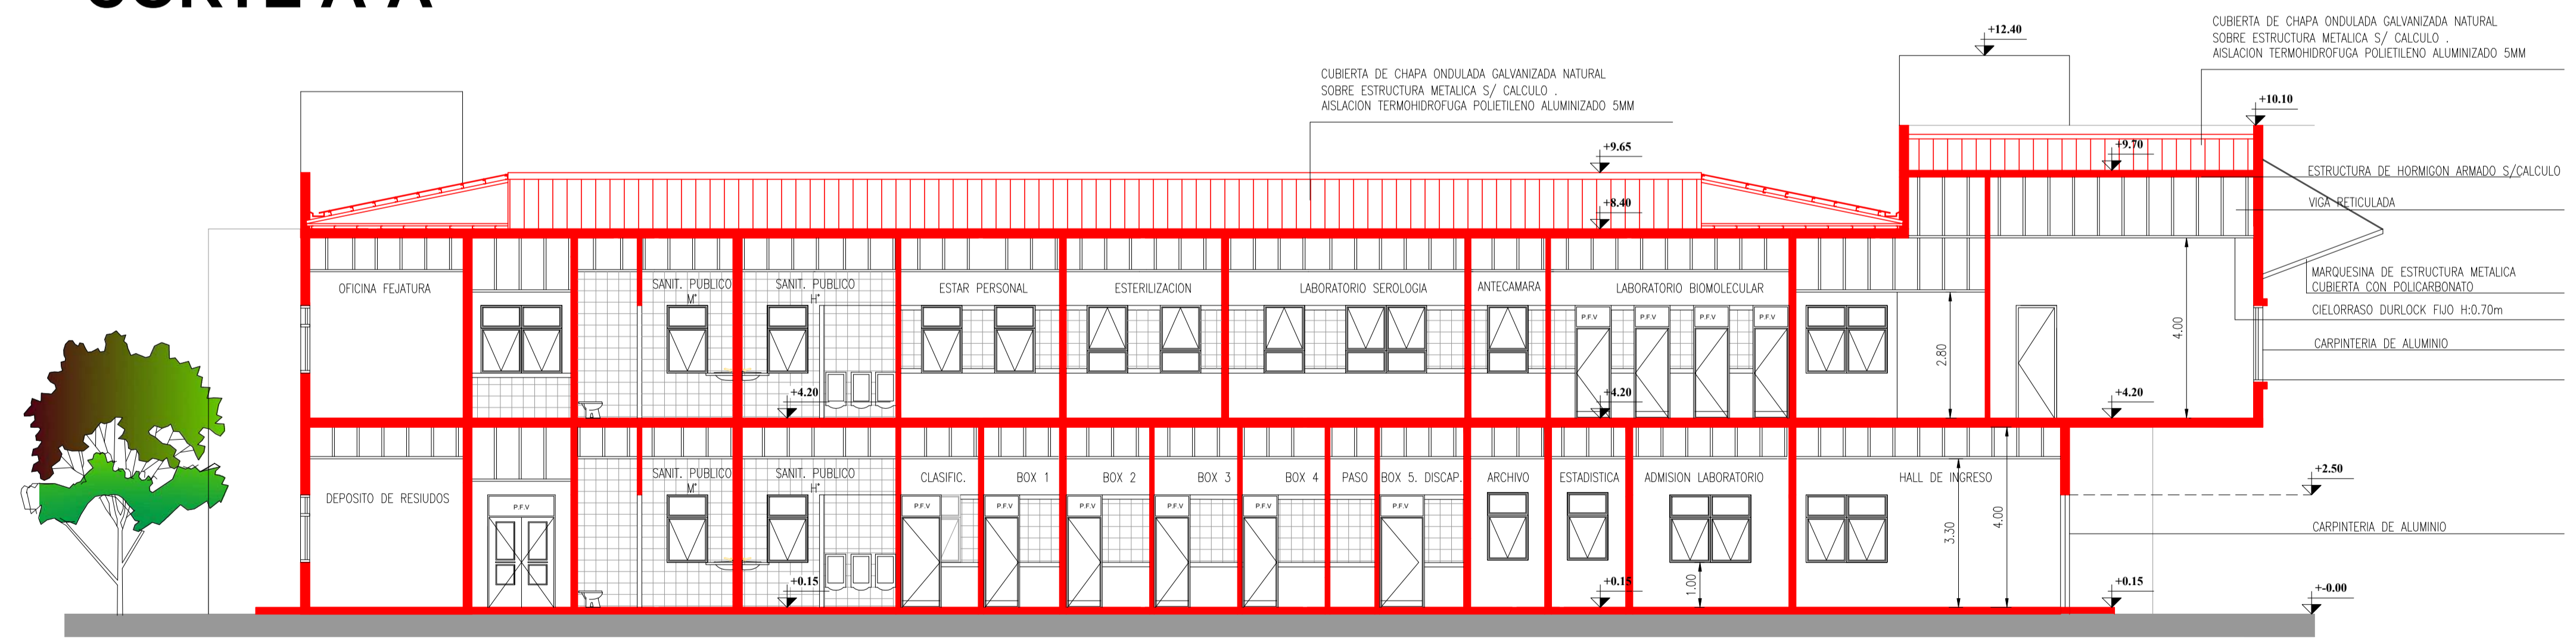 CORTE A-A
CUBIERTA DE CHAPA ONDULADA GALVANIZADA NATURAL
SOBRE ESTRUCTURA METALICA S/ CALCULO .
AISLACION TERMOHIDROFUGA POLIETILENO ALUMINIZADO 5MM
+12.40
CUBIERTA DE CHAPA ONDULADA GALVANIZADA NATURAL
SOBRE ESTRUCTURA METALICA S/ CALCULO .
AISLACION TERMOHIDROFUGA POLIETILENO ALUMINIZADO 5MM
+10.10
+9.65
+9.70
+8.40
ESTRUCTURA DE HORMIGON ARMADO S/CALCULO
VIGA RETICULADA
MARQUESINA DE ESTRUCTURA METALICA
CUBIERTA CON POLICARBONATO
CIELORRASO DURLOCK FIJO H:0.70m
CARPINTERIA DE ALUMINIO
OFICINA FEJATURA
SANIT. PUBLICO
M°
SANIT. PUBLICO
H°
ESTAR PERSONAL
ESTERILIZACION
LABORATORIO SEROLOGIA
ANTECAMARA
LABORATORIO BIOMOLECULAR
P.F.V
P.F.V
P.F.V
P.F.V
2.80
4.00
+4.20
+4.20
+4.20
DEPOSITO DE RESIUDOS
P.F.V
SANIT. PUBLICO
M°
SANIT. PUBLICO
H°
CLASIFIC.
BOX 1
BOX 2
BOX 3
BOX 4
PASO
BOX 5. DISCAP.
ARCHIVO
ESTADISTICA
ADMISION LABORATORIO
HALL DE INGRESO
P.F.V
P.F.V
P.F.V
P.F.V
P.F.V
P.F.V
1.00
3.30
4.00
+2.50
CARPINTERIA DE ALUMINIO
+0.15
+0.15
+0.15
+-0.00